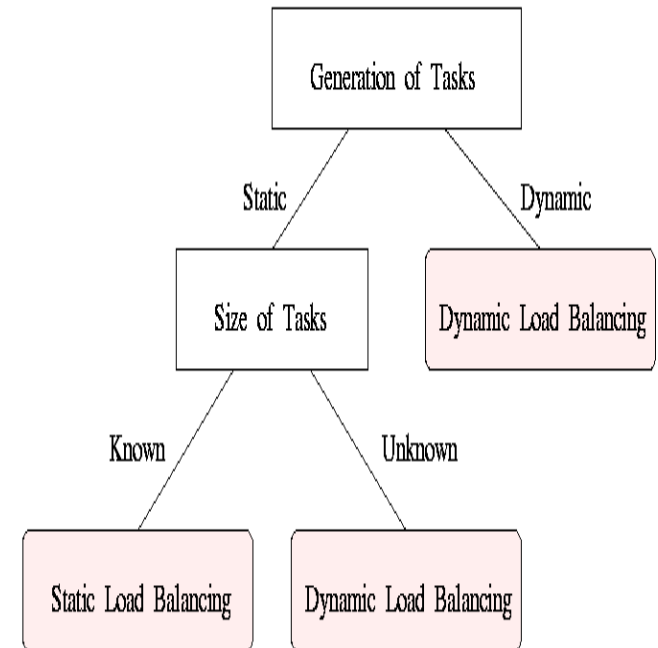 Generation of Tasks
Static
Dynamic
Size of Tasks
Dynamic Load Balancing
Known
Unknown
Static Load Balancing
Dynamic Load Balancing